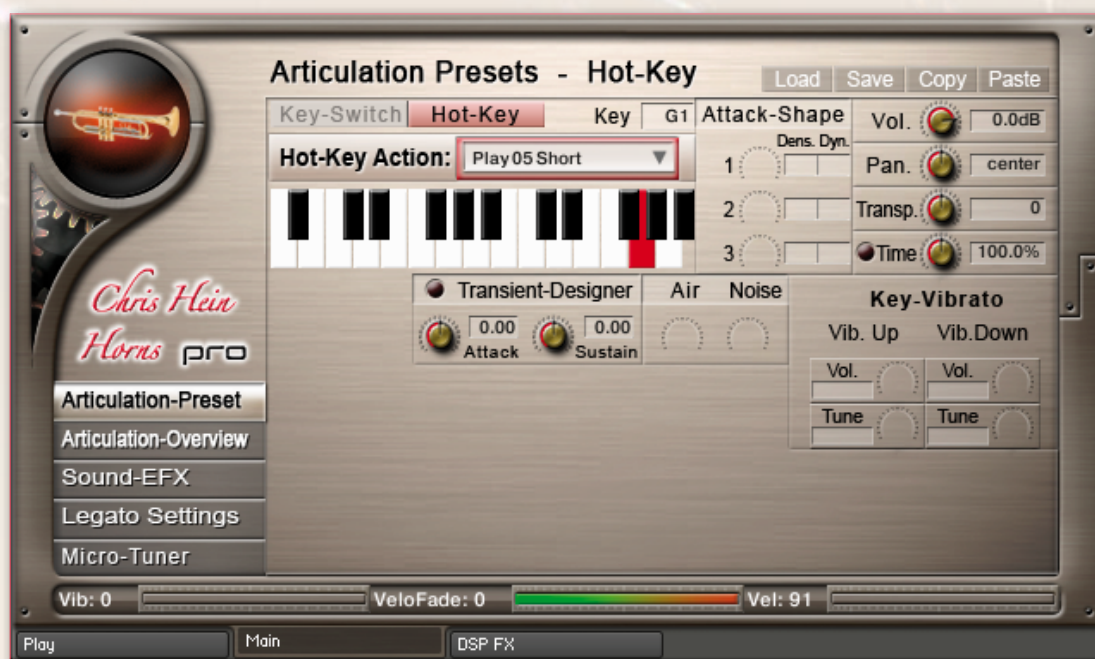 Articulation Presets - Hot-Key
Load Save Copy Paste
Key-Switch Hot-Key Key G1
Hot-Key Action: Play 05 Short
Attack-Shape
Dens. Dyn.
1
2
3
Vol. 0.0dB
Pan. center
Transp. 0
Time 100.0%
Transient-Designer
0.00 Attack 0.00 Sustain
Air Noise
Key-Vibrato
Vib. Up Vib.Down
Vol. Vol.
Tune Tune
Chris Hein
Horns pro
Articulation-Preset
Articulation-Overview
Sound-EFX
Legato Settings
Micro-Tuner
Vib: 0 VeloFade: 0 Vel: 91
Play Main DSP FX